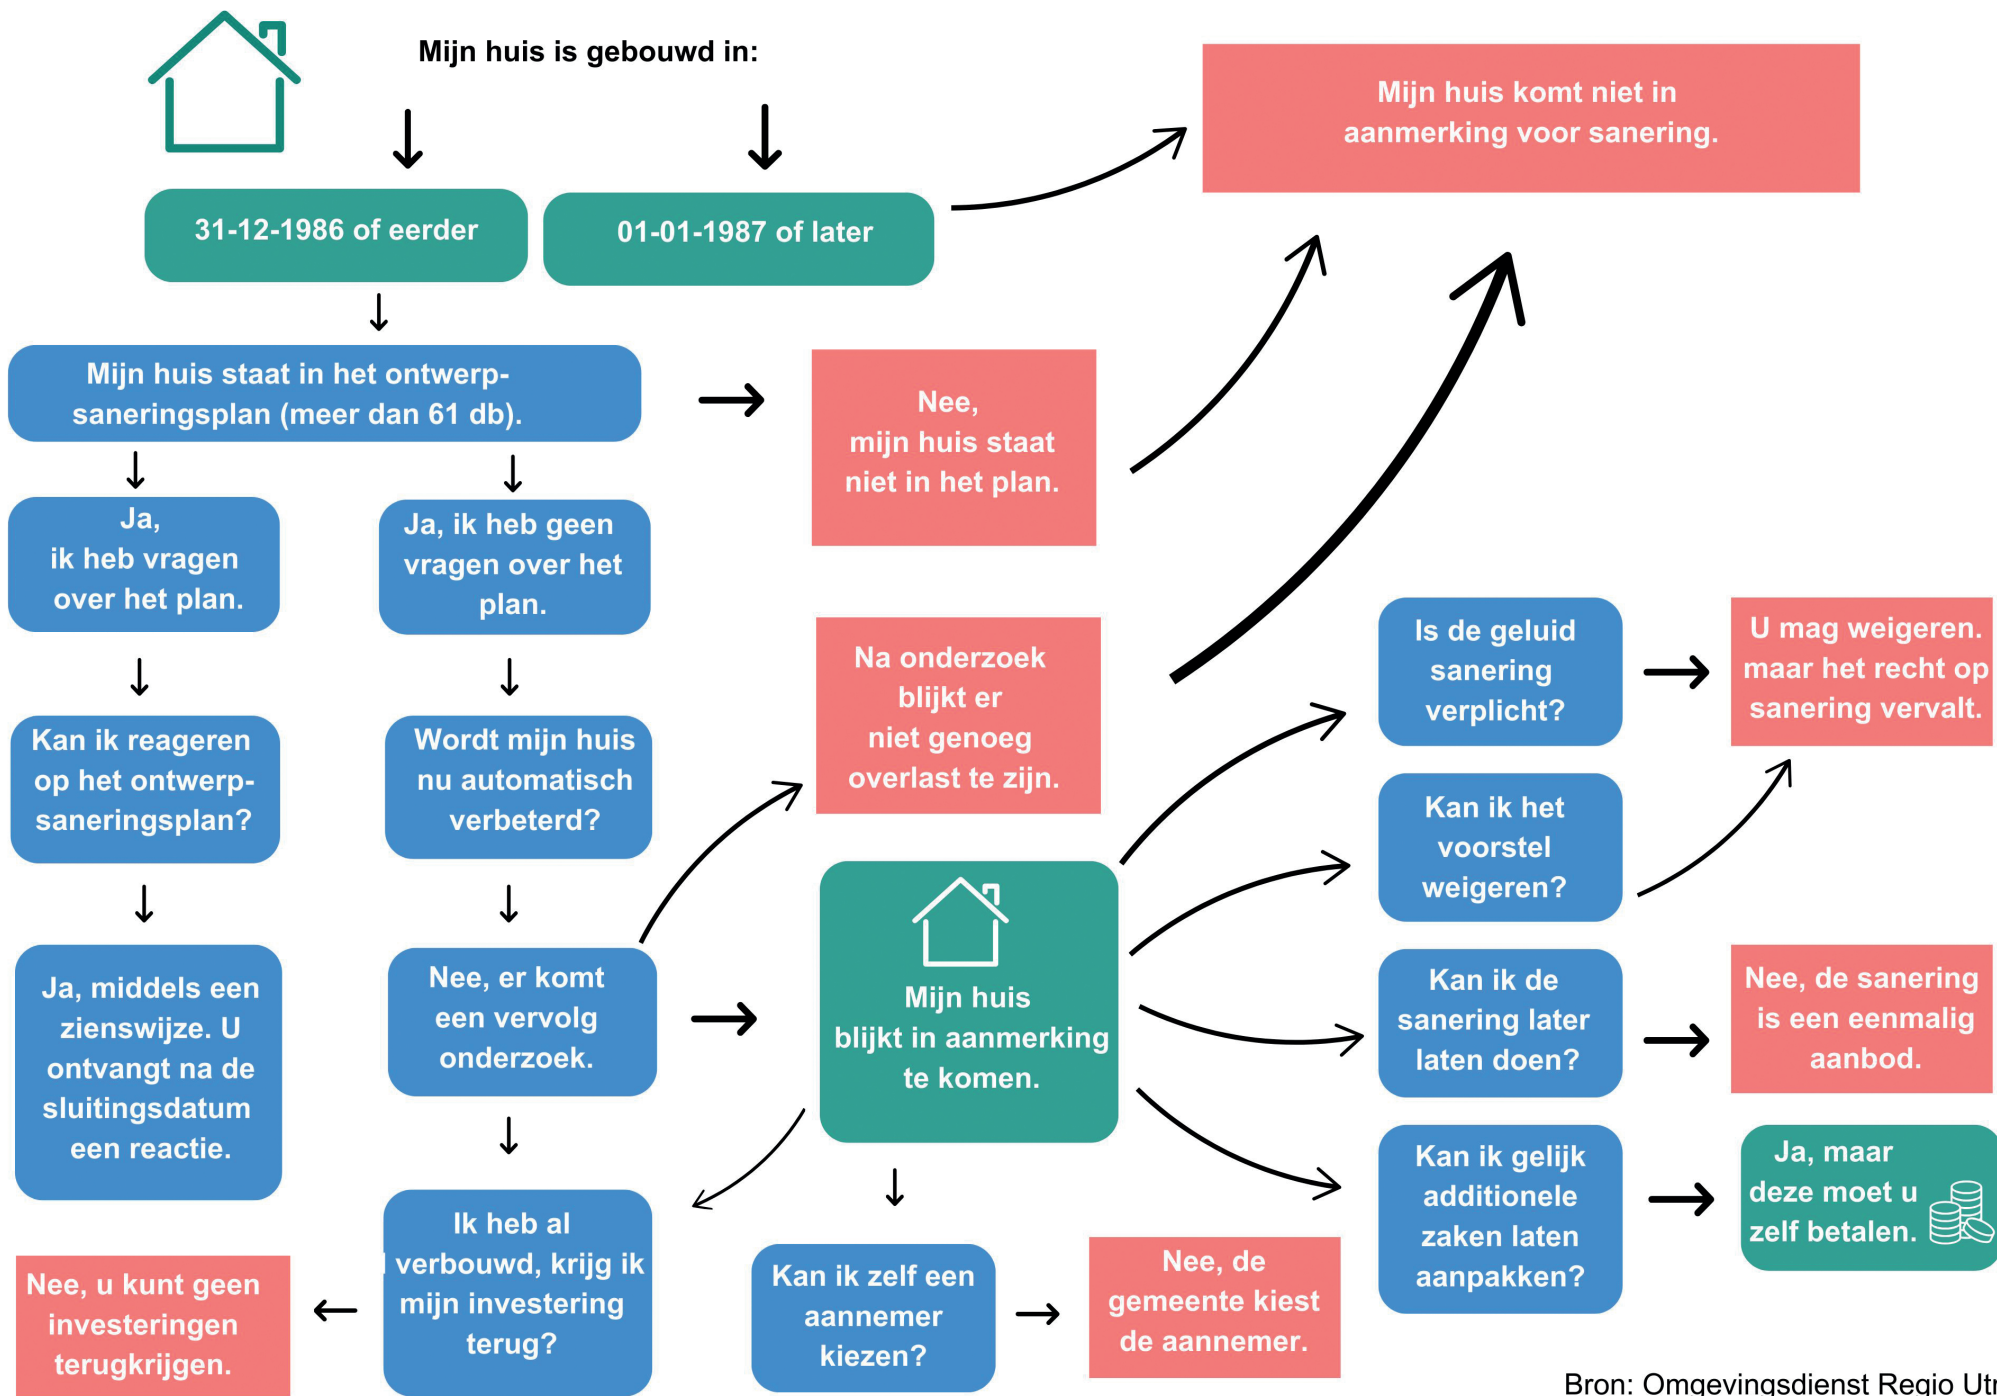 Mijn huis is gebouwd in:
Mijn huis komt niet in
aanmerking voor sanering.
31-12-1986 of eerder
01-01-1987 of later
Mijn huis staat in het ontwerp-
saneringsplan (meer dan 61 db).
Nee,
mijn huis staat
niet in het plan.
Ja,
ik heb vragen
over het plan.
Ja, ik heb geen
vragen over het
plan.
Na onderzoek
blijkt er
niet genoeg
overlast te zijn.
Is de geluid
sanering
verplicht?
U mag weigeren.
maar het recht op
sanering vervalt.
Kan ik reageren
op het ontwerp-
saneringsplan?
Wordt mijn huis
nu automatisch
verbeterd?
Kan ik het
voorstel
weigeren?
Ja, middels een
zienswijze. U
ontvangt na de
sluitingsdatum
een reactie.
Nee, er komt
een vervolg
onderzoek.
Mijn huis
blijkt in aanmerking
te komen.
Kan ik de
sanering later
laten doen?
Nee, de sanering
is een eenmalig
aanbod.
Kan ik gelijk
additionele
zaken laten
aanpakken?
Ja, maar
deze moet u
zelf betalen.
Ik heb al
verbouwd, krijg ik
mijn investering
terug?
Nee, u kunt geen
investeringen
terugkrijgen.
Kan ik zelf een
aannemer
kiezen?
Nee, de
gemeente kiest
de aannemer.
Bron: Omgevingsdienst Regio Utr